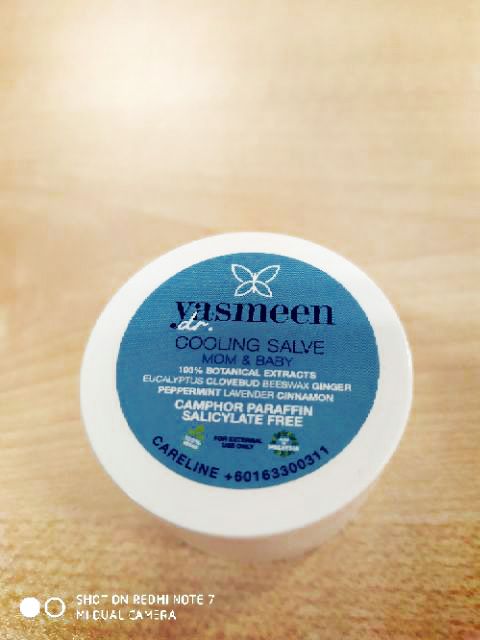 yasmeen
dr.
COOLING SALVE
MOM & BABY
100% BOTANICAL EXTRACTS
EUCALYPTUS CLOVEBUD BEESWAX GINGER
PEPPERMINT LAVENDER CINNAMON
CAMPHOR PARAFFIN
SALICYLATE FREE
FOR EXTERNAL
USE ONLY
MALAYSIA
CARELINE +60163300311
SHOT ON REDMI NOTE 7
MI DUAL CAMERA